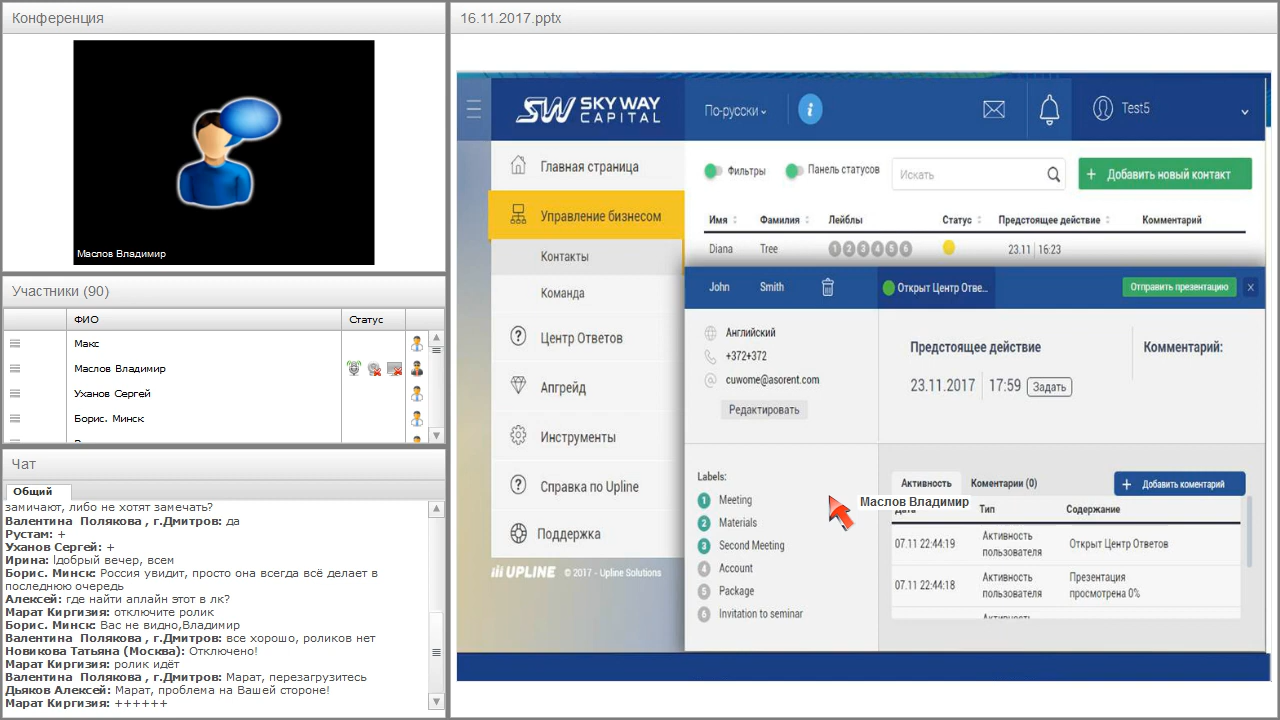 Конференция
Маслов Владимир
Участники (90)
ФИО
Статус
Макс
Маслов Владимир
Уханов Сергей
Борис. Минск
Чат
Общий
замичают, либо не хотят замечать?
Валентина Полякова , г.Дмитров: да
Рустам: +
Уханов Сергей: +
Ирина: !добрый вечер, всем
Борис. Минск: Россия увидит, просто она всегда всё делает в
последнюю очередь
Алексей: где найти аплайн этот в лк?
Марат Киргизия: отключите ролик
Борис. Минск: Вас не видно,Владимир
Валентина Полякова , г.Дмитров: все хорошо, роликов нет
Новикова Татьяна (Москва): Отключено!
Марат Киргизия: ролик идёт
Валентина Полякова , г.Дмитров: Марат, перезагрузитесь
Дьяков Алексей: Марат, проблема на Вашей стороне!
Марат Киргизия: ++++++
16.11.2017.pptx
SW SKY WAY
CAPITAL
По-русски
i
Test5
Главная страница
Управление бизнесом
Контакты
Команда
Центр Ответов
Апгрейд
Инструменты
Справка по Upline
Поддержка
UPLINE © 2017 - Upline Solutions
Фильтры
Панель статусов
Искать
+ Добавить новый контакт
Имя
Фамилия
Лейблы
Статус
Предстоящее действие
Комментарий
Diana
Tree
1 2 3 4 5 6
23.11 16:23
John
Smith
Открыт Центр Отве..
Отправить презентацию
X
Английский
+372+372
cuwome@asorent.com
Редактировать
Предстоящее действие
23.11.2017 17:59 Задать
Комментарий:
Labels:
1 Meeting
2 Materials
3 Second Meeting
4 Account
5 Package
6 Invitation to seminar
Маслов Владимир
Активность
Коментарии (0)
+ Добавить коментарий
Дата
Тип
Содержание
07.11 22:44:19
Активность
пользователя
Открыт Центр Ответов
07.11 22:44:18
Активность
пользователя
Презентация
просмотрена 0%